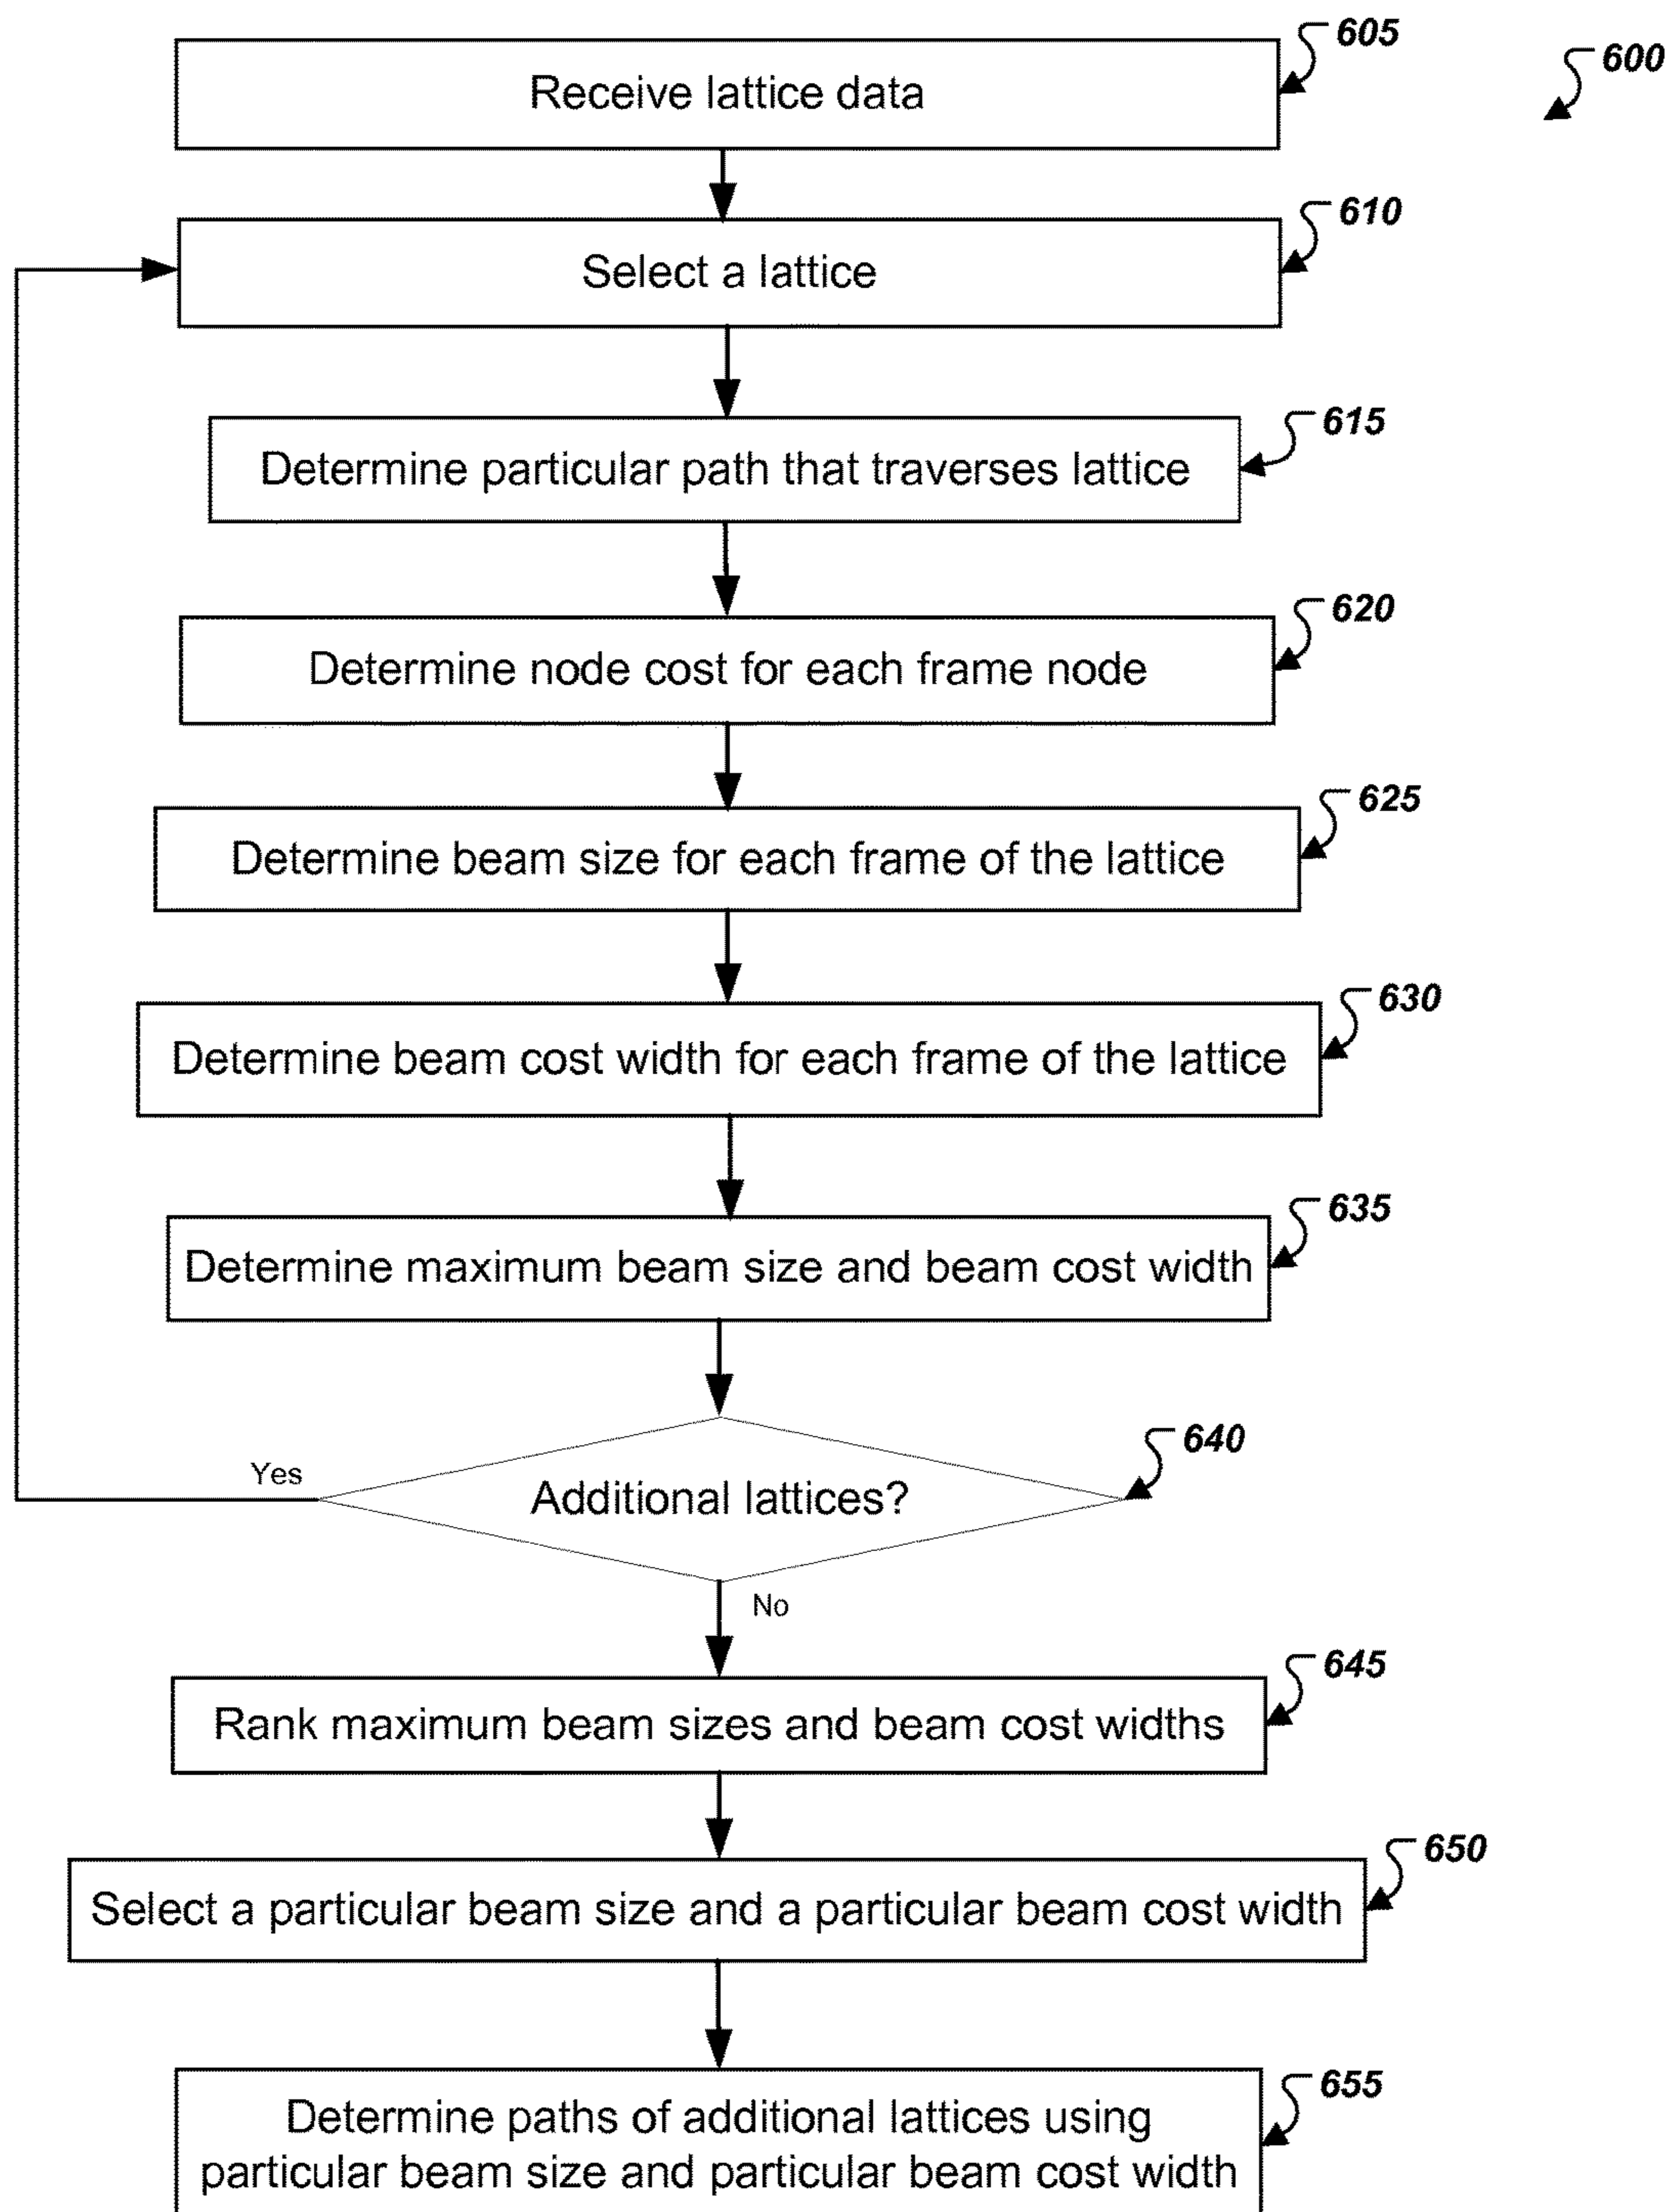 605
600
Receive lattice data
610
Select a lattice
615
Determine particular path that traverses lattice
620
Determine node cost for each frame node
625
Determine beam size for each frame of the lattice
630
Determine beam cost width for each frame of the lattice
635
Determine maximum beam size and beam cost width
640
Yes
Additional lattices?
No
645
Rank maximum beam sizes and beam cost widths
650
Select a particular beam size and a particular beam cost width
655
Determine paths of additional lattices using
particular beam size and particular beam cost width